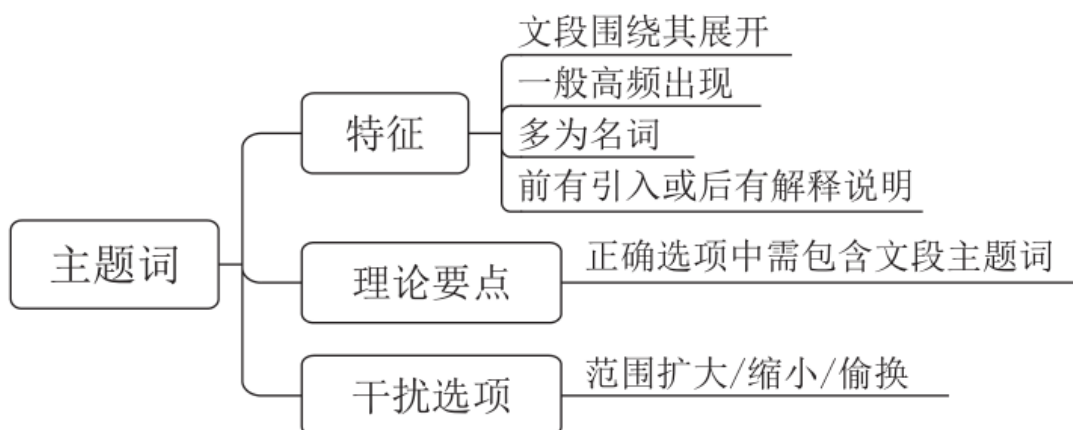 主题词
特征
文段围绕其展开
一般高频出现
多为名词
前有引入或后有解释说明
理论要点
正确选项中需包含文段主题词
干扰选项
范围扩大/缩小/偷换